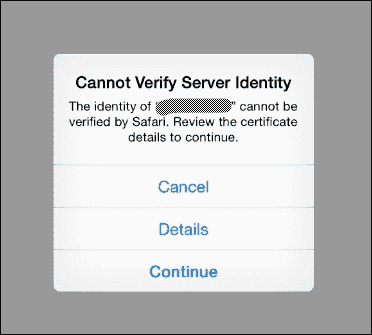 Cannot Verify Server Identity
The identity of ” cannot be
verified by Safari. Review the certificate
details to continue.
Cancel
Details
Continue